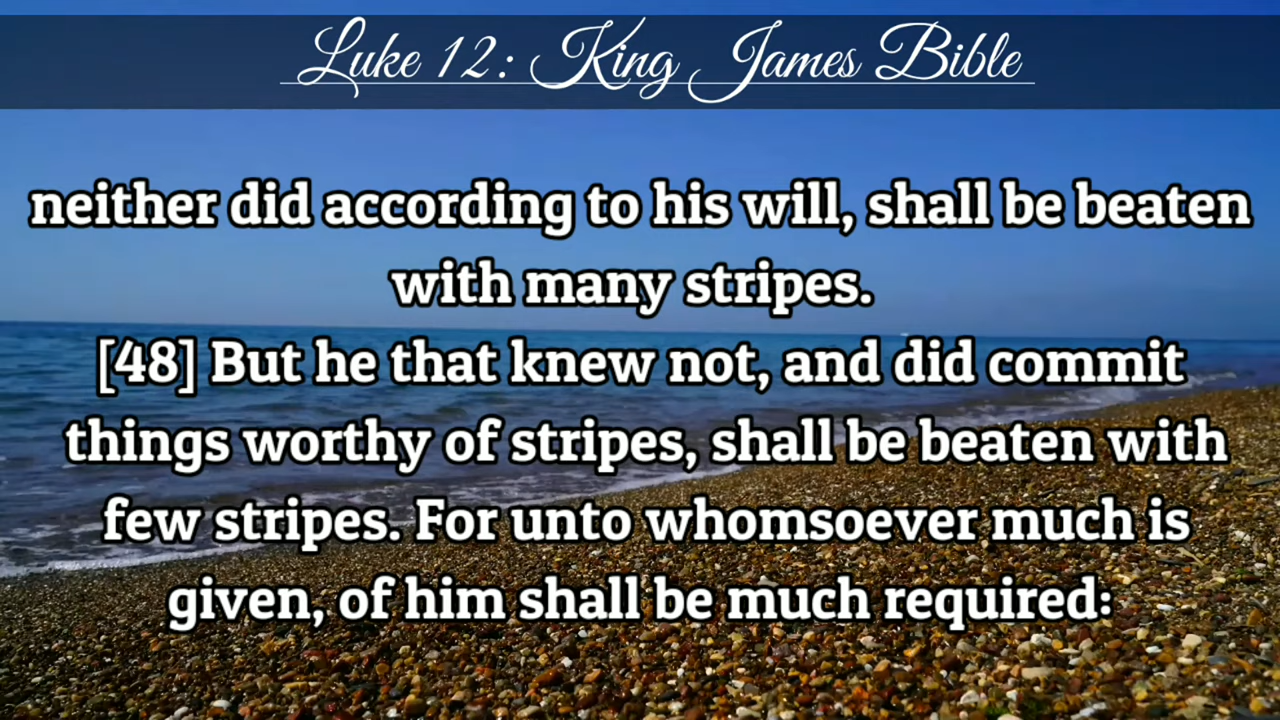 Luke 12: King James Bible
neither did according to his will, shall be beaten
with many stripes.
[48] But he that knew not, and did commit
things worthy of stripes, shall be beaten with
few stripes. For unto whomsoever much is
given, of him shall be much required: